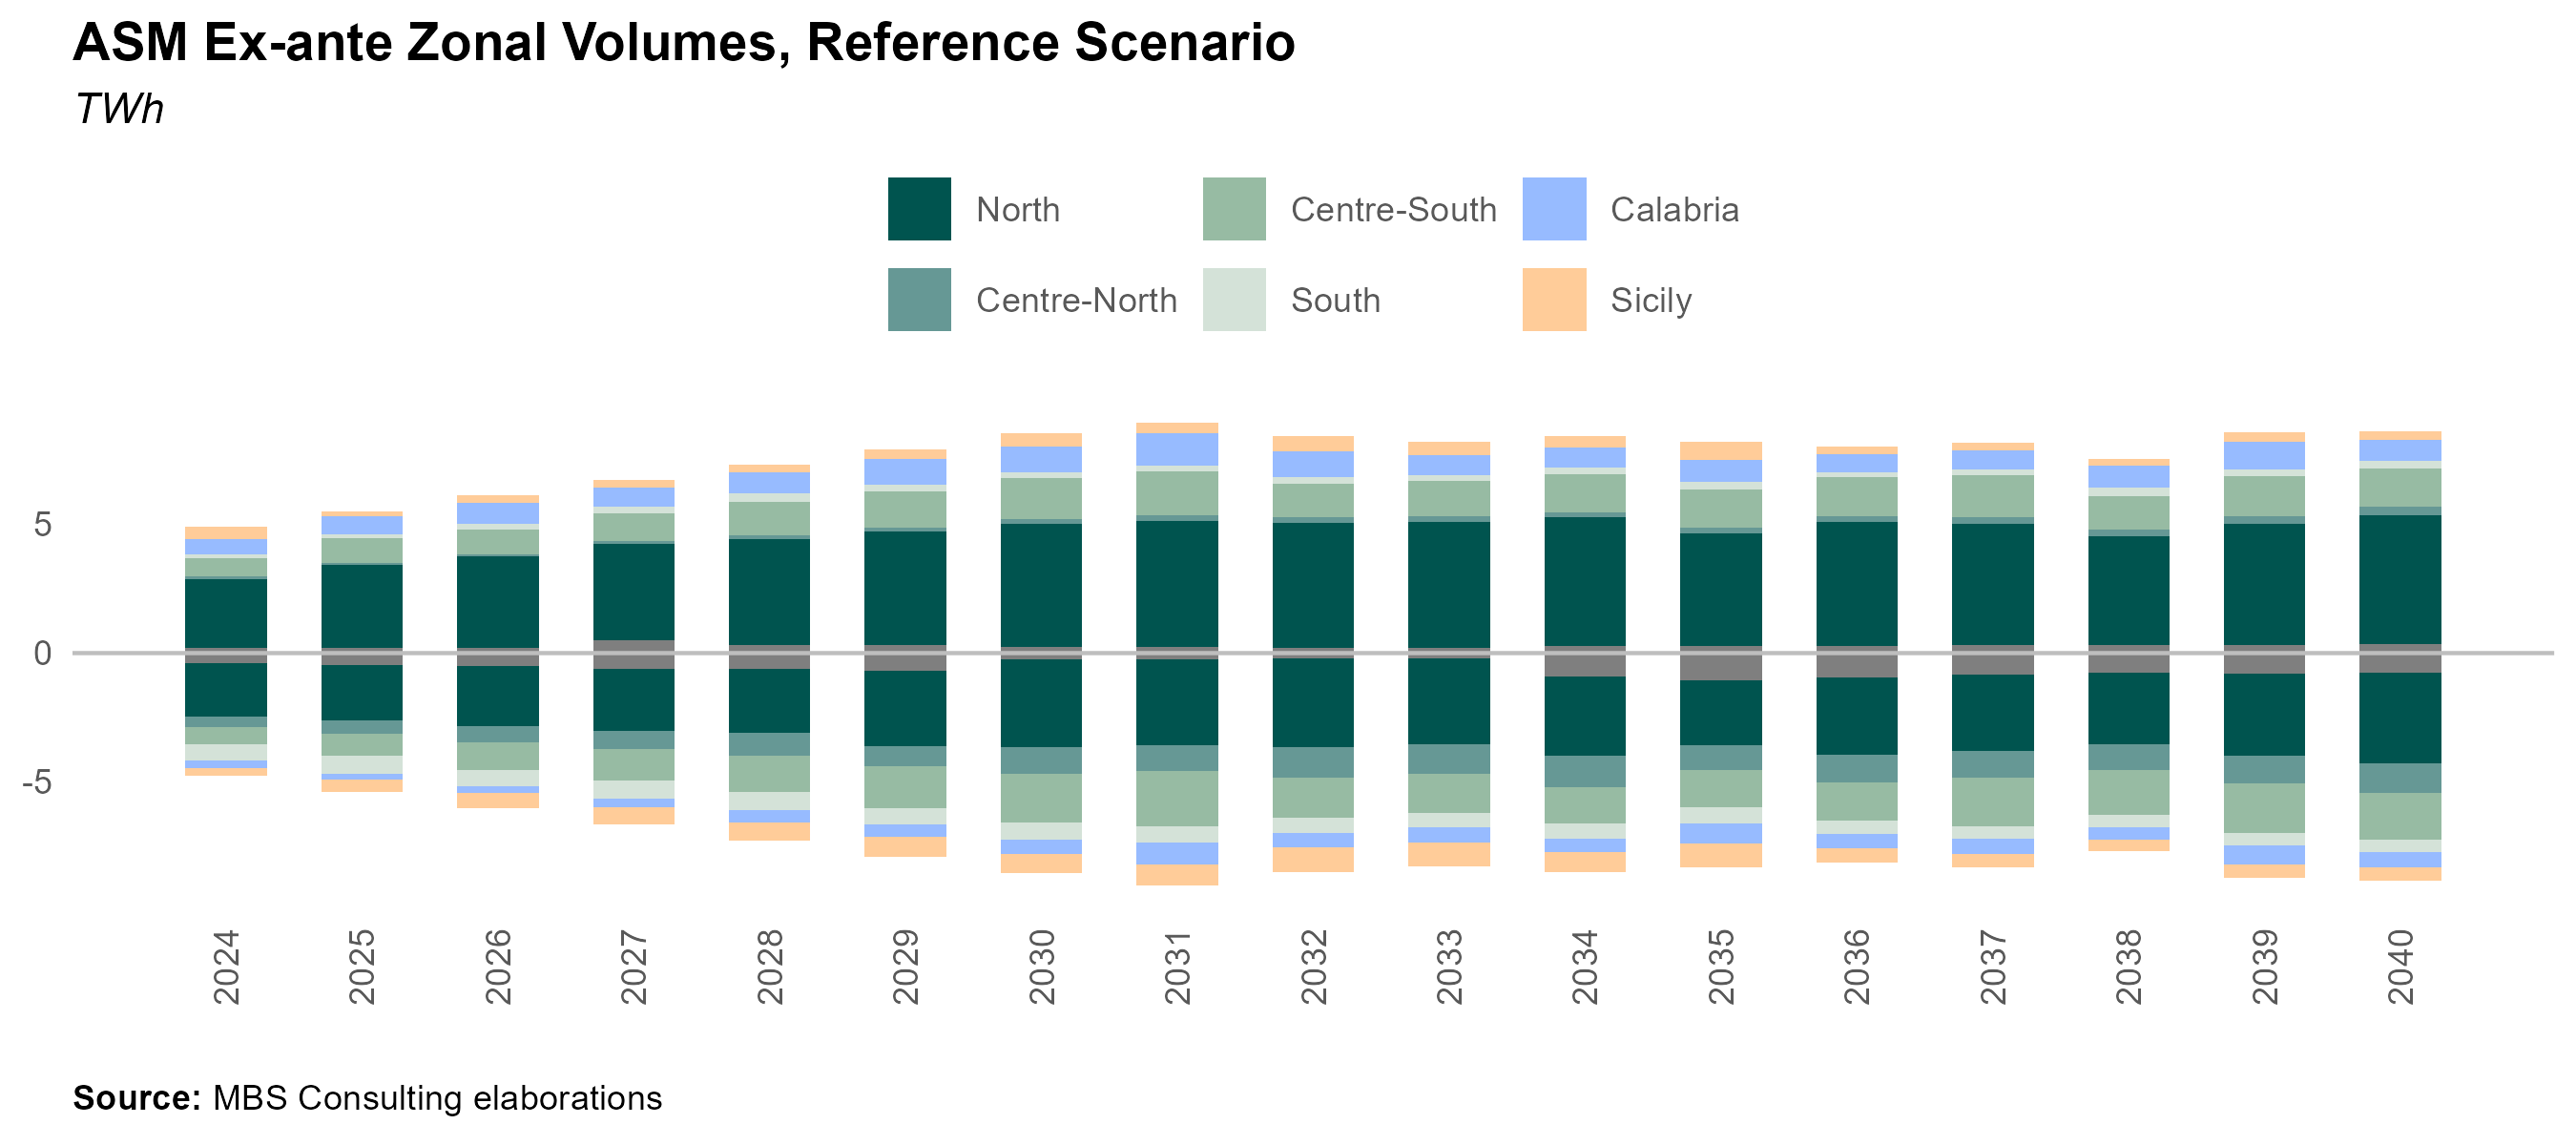 ASM Ex-ante Zonal Volumes, Reference Scenario
TWh
North
Centre-South
Calabria
Centre-North
South
Sicily
5
0
-5
2024
2025
2026
2027
2028
2029
2030
2031
2032
2033
2034
2035
2036
2037
2038
2039
2040
Source: MBS Consulting elaborations